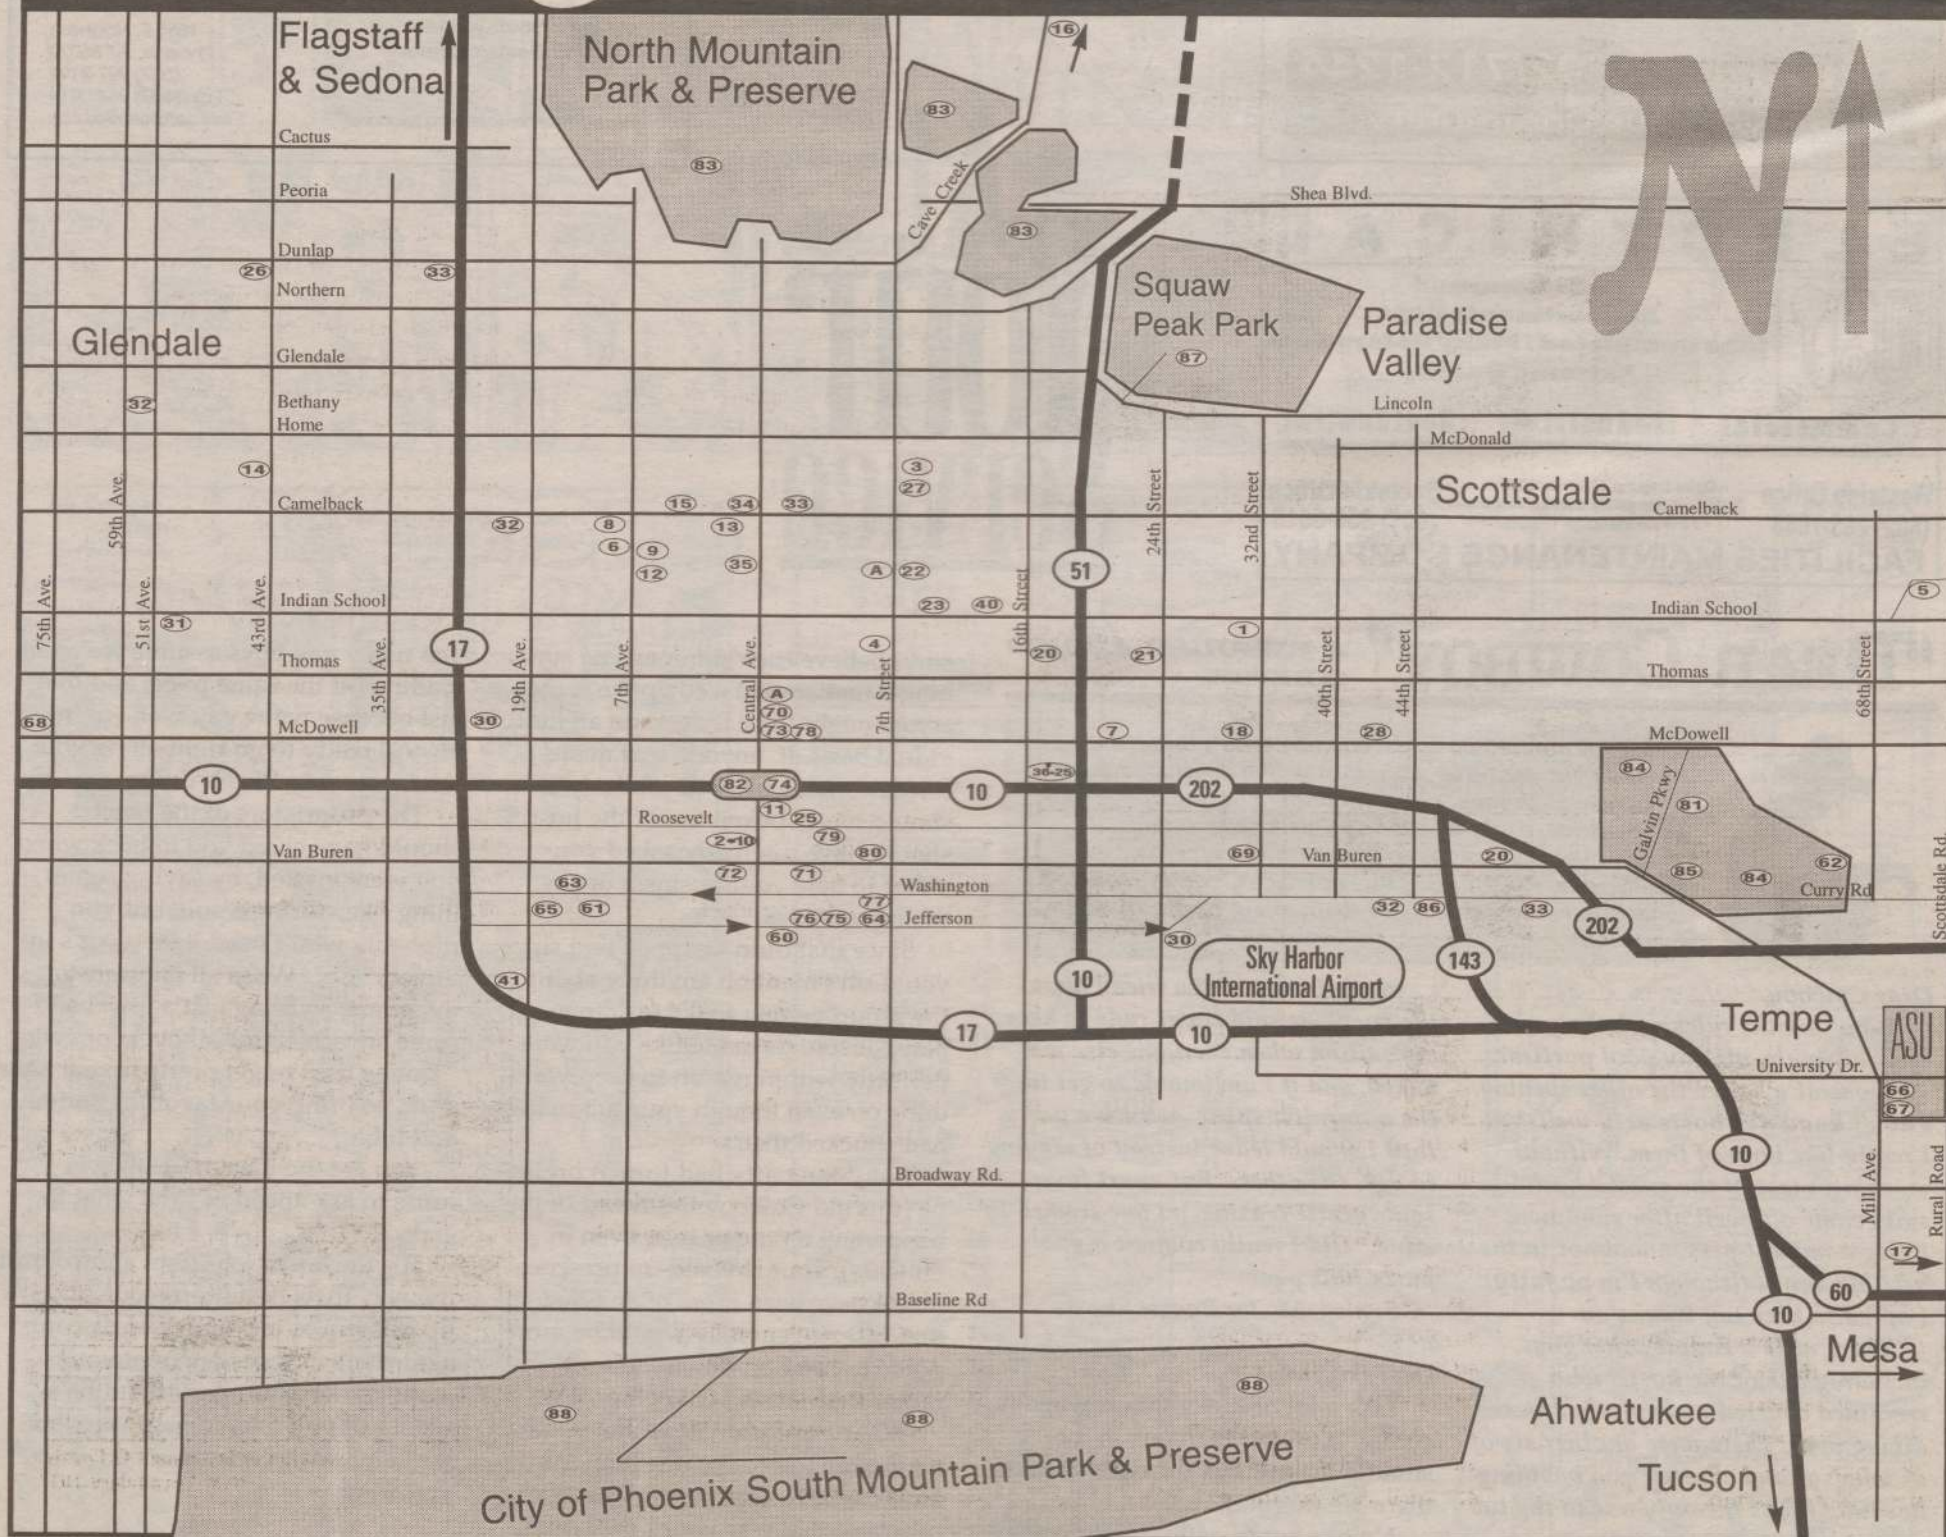 Flagstaff
& Sedona
North Mountain
Park & Preserve
16
N
83
83
83
Cactus
Peoria
Cave Creek
Shea Blvd.
Dunlap
26
33
Northern
Squaw
Peak Park
87
Paradise
Valley
Glendale
Glendale
32
Bethany
Home
Lincoln
McDonald
14
3
27
Scottsdale
Camelback
15
34
33
Camelback
32
8
13
6
9
12
35
A
22
51
5
59th Ave.
24th Street
32nd Street
75th Ave.
51st Ave.
43rd Ave.
Indian School
23
40
16th Street
Indian School
31
17
4
1
Thomas
20
21
Thomas
35th Ave.
19th Ave.
7th Ave.
Central Ave.
7th Street
40th Street
44th Street
68th Street
A
70
68
30
McDowell
73
78
7
18
28
McDowell
36-25
84
10
82
74
10
202
Galvin Pkwy
81
11
25
Roosevelt
79
2-10
80
Van Buren
69
Van Buren
20
62
63
72
71
Washington
85
84
Curry Rd
65
61
77
76
75
64
Jefferson
32
86
33
Scottsdale Rd.
60
30
202
Sky Harbor
International Airport
143
41
10
17
10
Tempe
ASU
University Dr.
66
67
10
Broadway Rd.
Mill Ave.
Rural Road
17
Baseline Rd
60
10
Mesa
88
88
88
Ahwatukee
City of Phoenix South Mountain Park & Preserve
Tucson